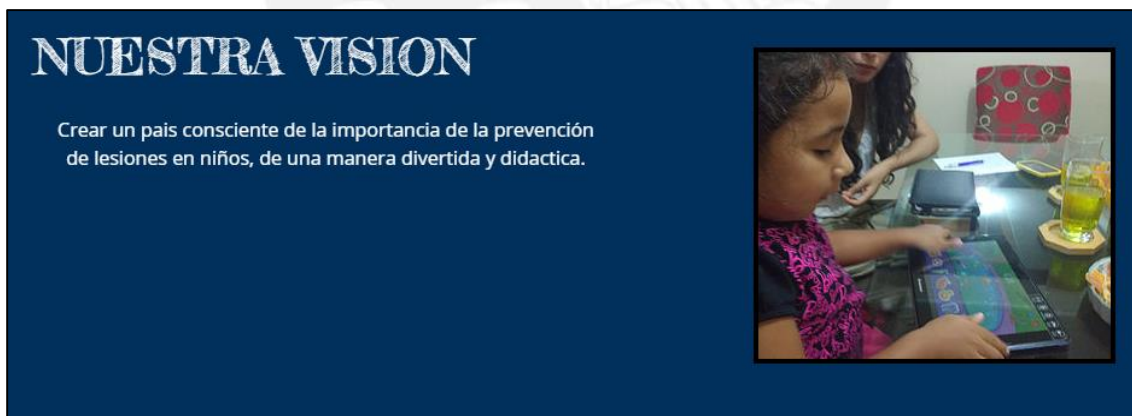 NUESTRA VISION
Crear un pais consciente de la importancia de la prevención
de lesiones en niños, de una manera divertida y didactica.